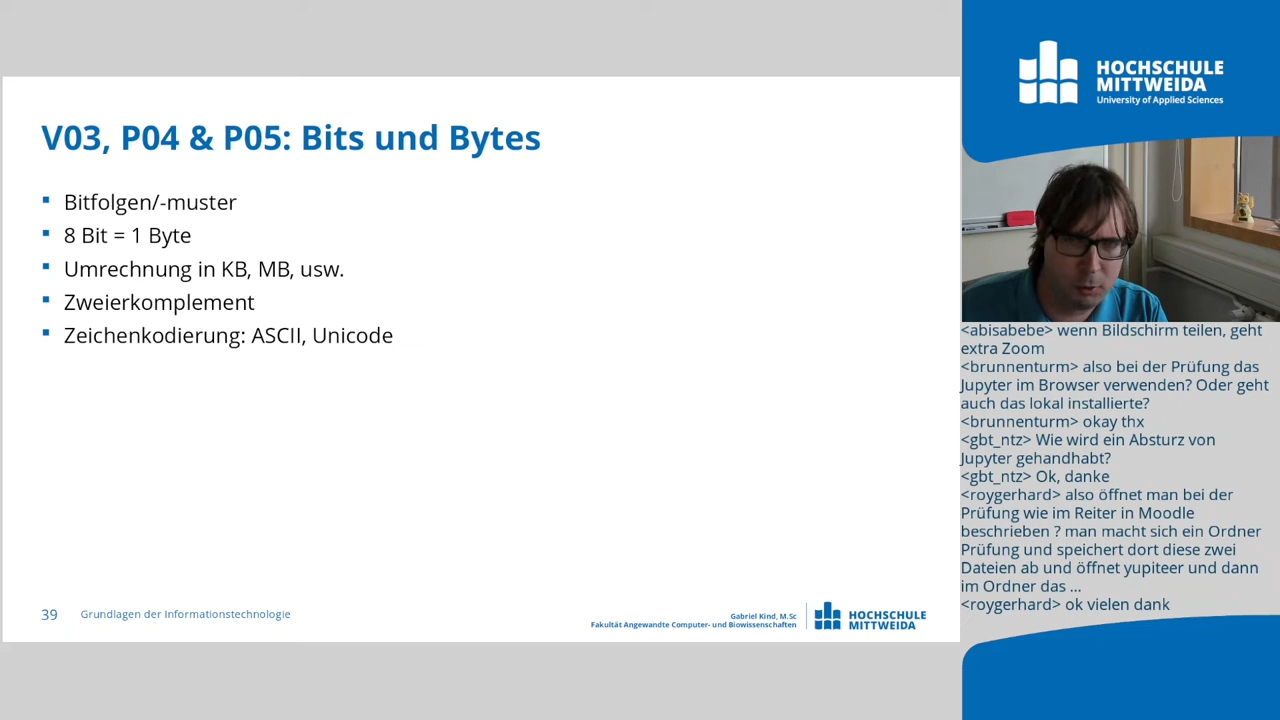 V03, P04 & P05: Bits und Bytes
Bitfolgen/-muster
8 Bit = 1 Byte
Umrechnung in KB, MB, usw.
Zweierkomplement
Zeichenkodierung: ASCII, Unicode
39
Grundlagen der Informationstechnologie
Gabriel Kind, M.Sc
Fakultät Angewandte Computer- und Biowissenschaften
HOCHSCHULE
MITTWEIDA
HOCHSCHULE
MITTWEIDA
University of Applied Sciences
<abisabebe> wenn Bildschirm teilen, geht
extra Zoom
<brunnenturm> also bei der Prüfung das
Jupyter im Browser verwenden? Oder geht
auch das lokal installierte?
<brunnenturm> okay thx
<gbt_ntz> Wie wird ein Absturz von
Jupyter gehandhabt?
<gbt_ntz> Ok, danke
<roygerhard> also öffnet man bei der
Prüfung wie im Reiter in Moodle
beschrieben ? man macht sich ein Ordner
Prüfung und speichert dort diese zwei
Dateien ab und öffnet yupiteer und dann
im Ordner das ...
<roygerhard> ok vielen dank